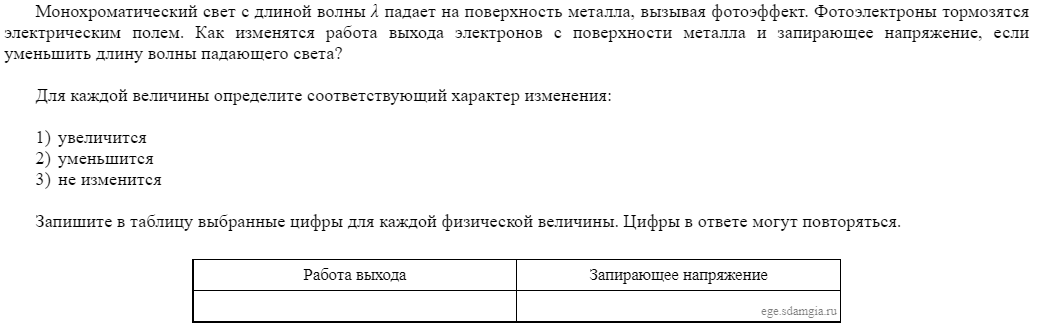 Монохроматический свет с длиной волны λ падает на поверхность металла, вызывая фотоэффект. Фотоэлектроны тормозятся
электрическим полем. Как изменятся работа выхода электронов с поверхности металла и запирающее напряжение, если
уменьшить длину волны падающего света?
Для каждой величины определите соответствующий характер изменения:
1) увеличится
2) уменьшится
3) не изменится
Запишите в таблицу выбранные цифры для каждой физической величины. Цифры в ответе могут повторяться.
Работа выхода Запирающее напряжение
ege.sdamgia.ru